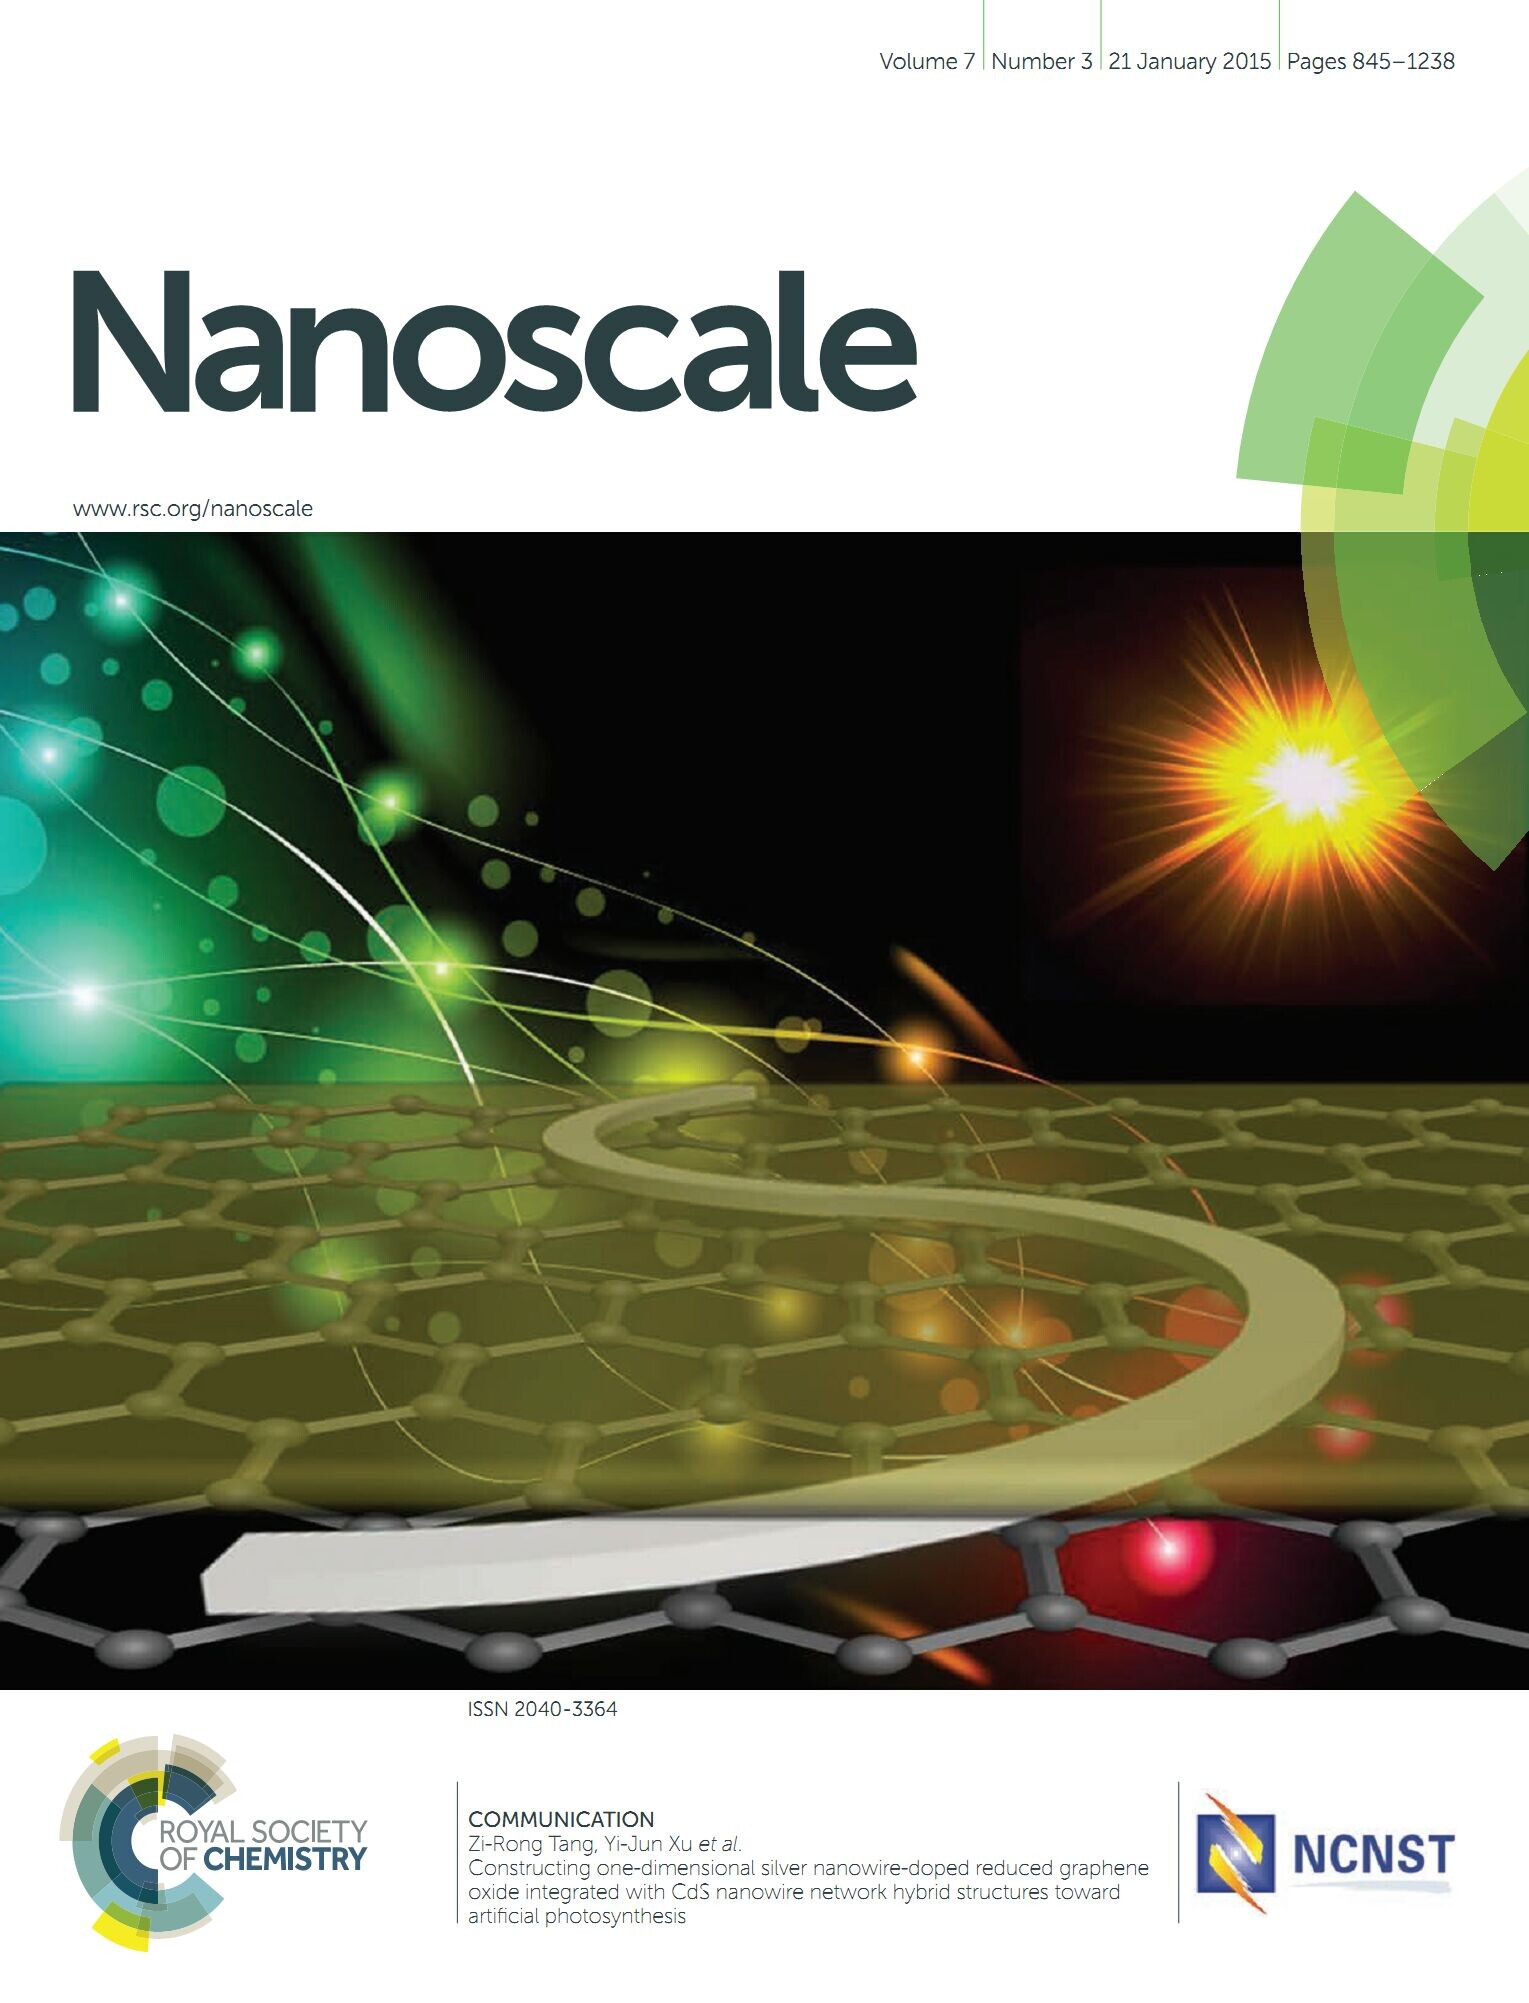 Volume 7 Number 3 21 January 2015 Pages 845–1238
Nanoscale
www.rsc.org/nanoscale
ISSN 2040-3364
ROYAL SOCIETY
OF CHEMISTRY
COMMUNICATION
Zi-Rong Tang, Yi-Jun Xu et al.
Constructing one-dimensional silver nanowire-doped reduced graphene
oxide integrated with CdS nanowire network hybrid structures toward
artificial photosynthesis
NCNST